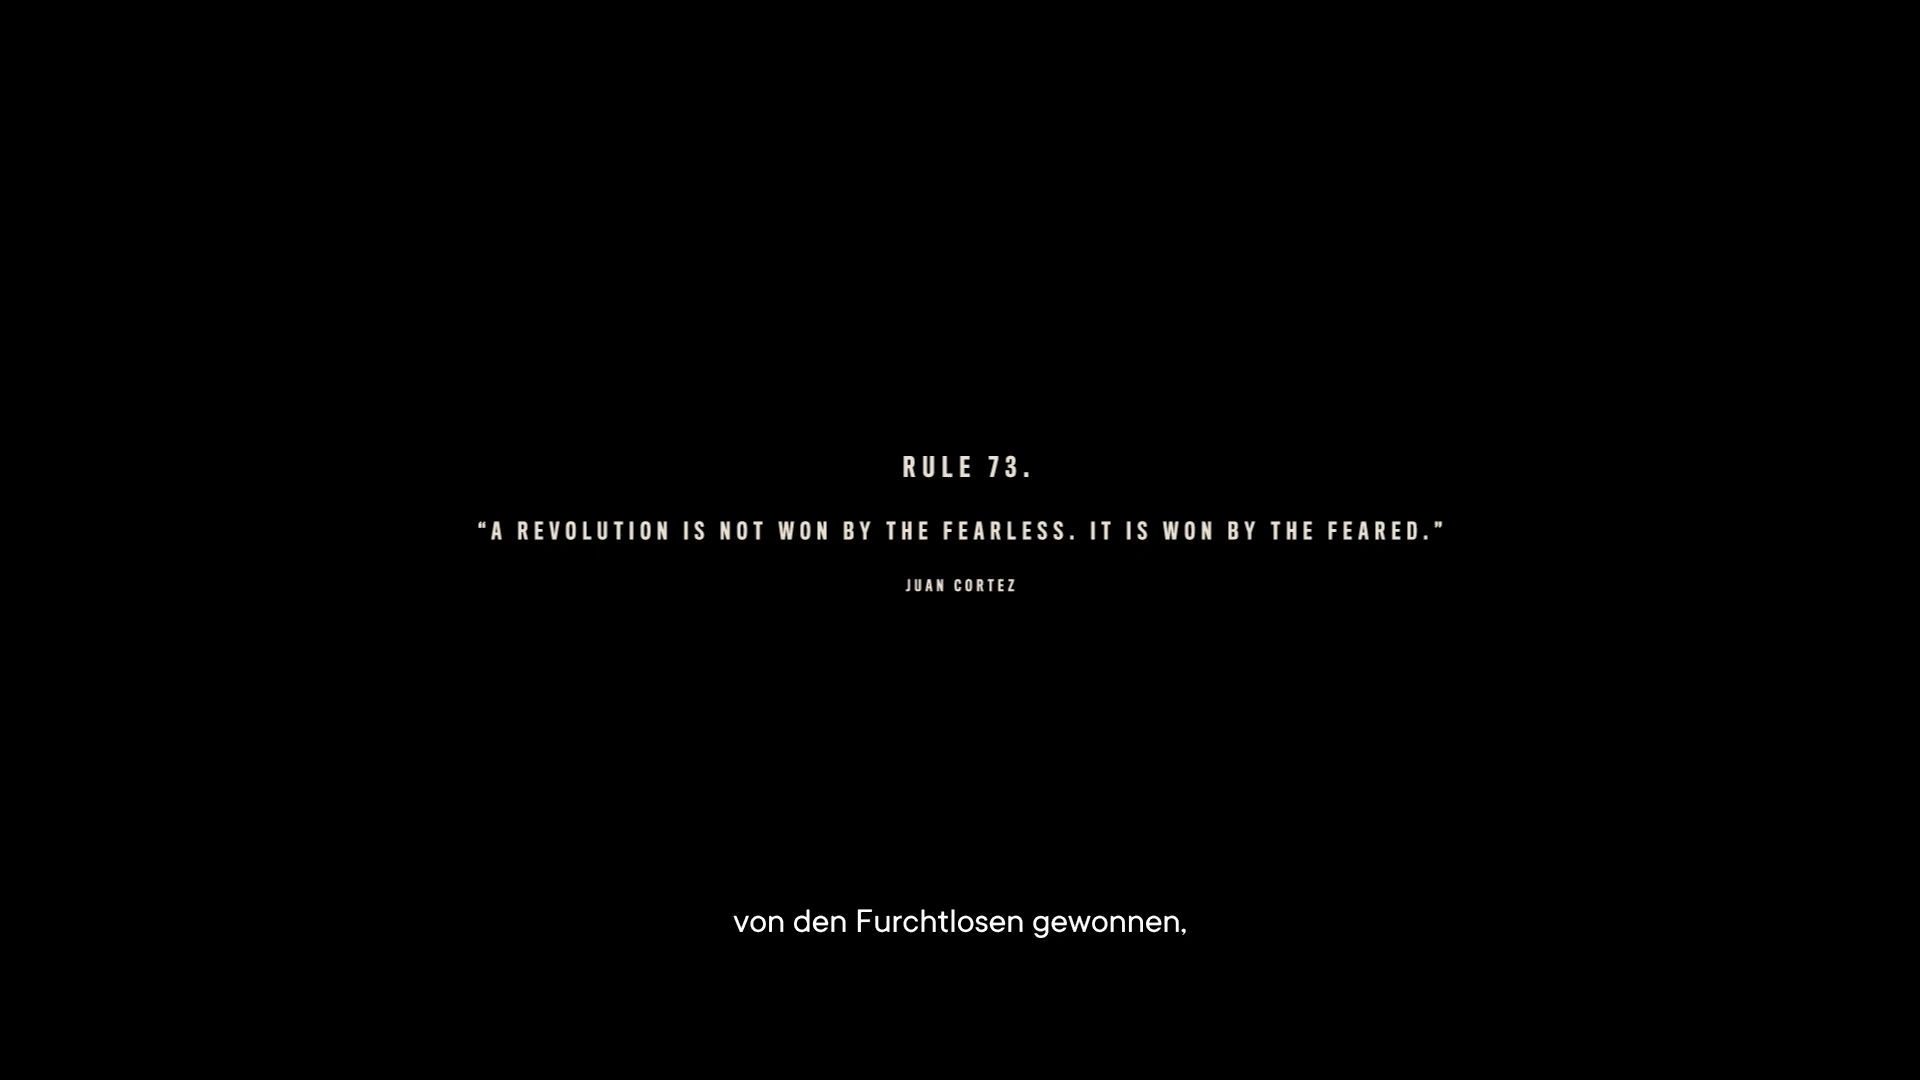 RULE 73.
“A REVOLUTION IS NOT WON BY THE FEARLESS. IT IS WON BY THE FEARED.”
JUAN CORTEZ
von den Furchtlosen gewonnen,